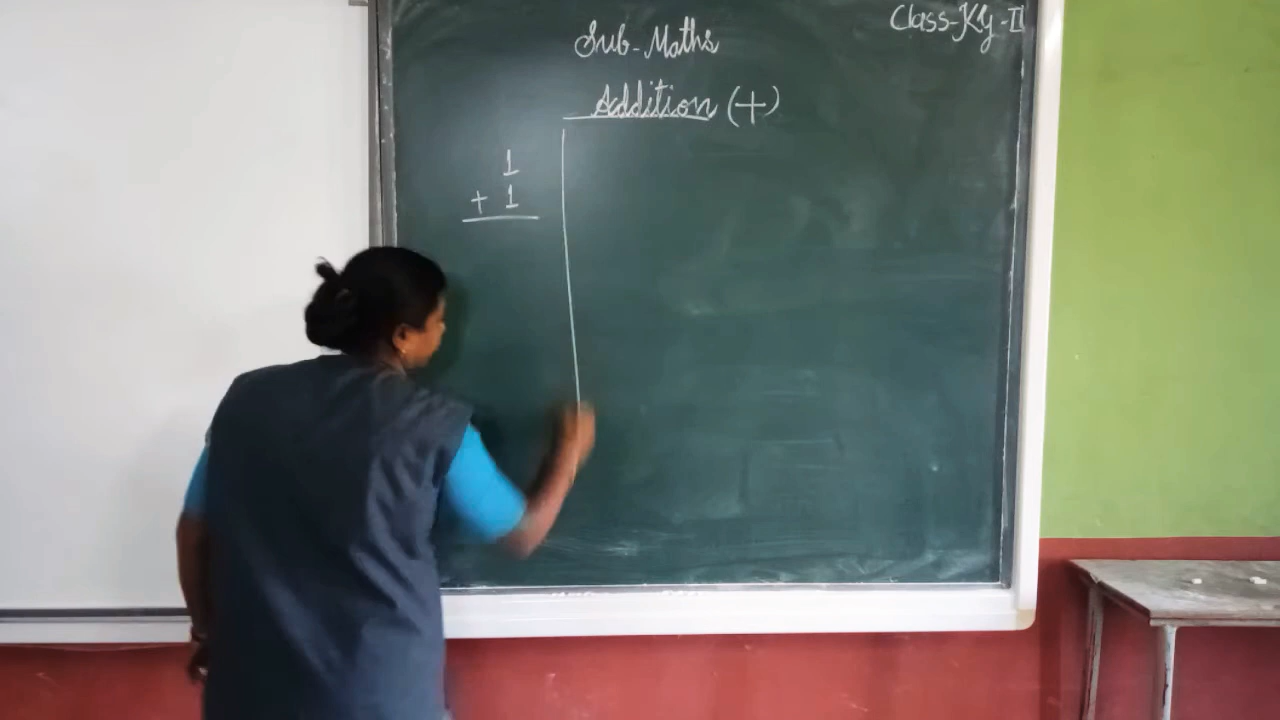 Class-KG-II
Sub-Maths
Addition (+)
1
+ 1